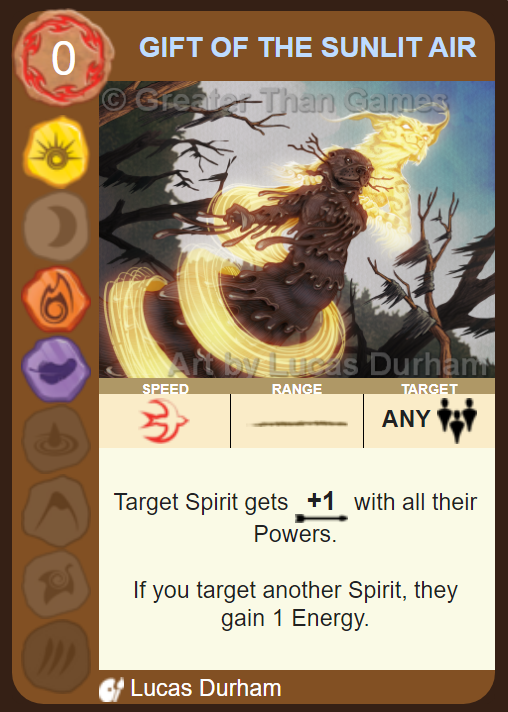 0
GIFT OF THE SUNLIT AIR
© Greater Than Games
Art by Lucas Durham
SPEED RANGE TARGET
ANY
Target Spirit gets +1 with all their
Powers.
If you target another Spirit, they
gain 1 Energy.
Lucas Durham